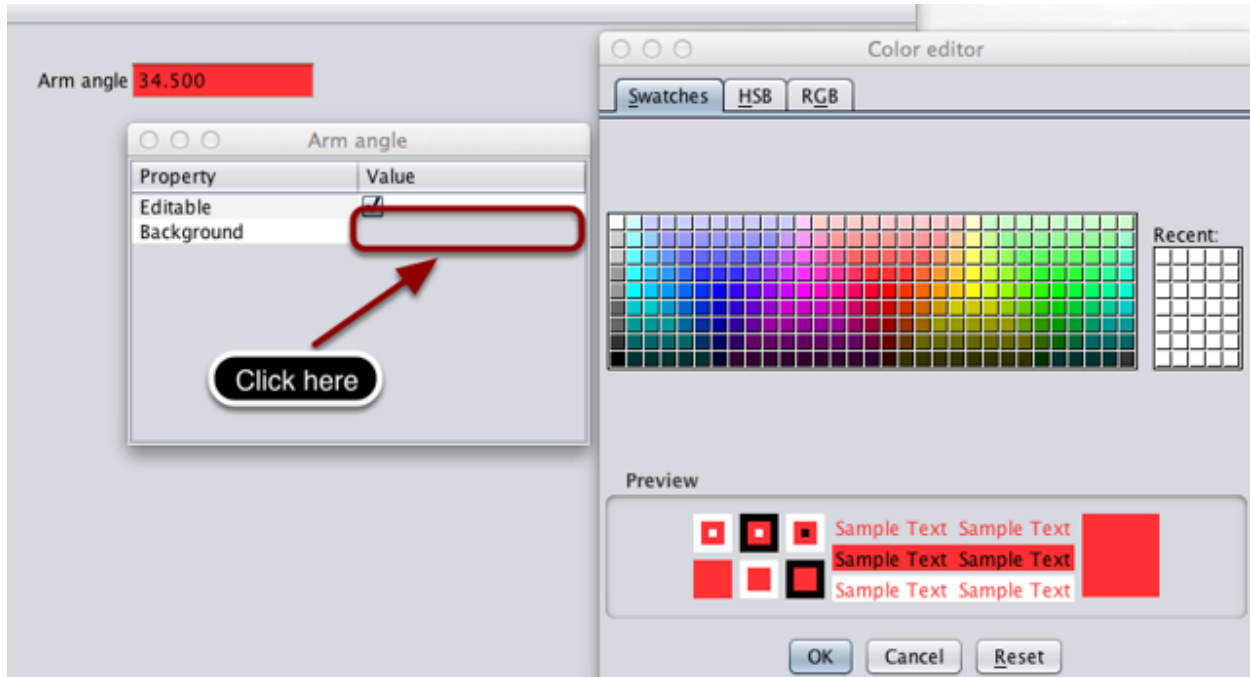 Arm angle 34.500
Arm angle
Property Value
Editable
Background
Click here
Color editor
Swatches HSB RGB
Recent:
Preview
Sample Text Sample Text
Sample Text Sample Text
Sample Text Sample Text
OK Cancel Reset